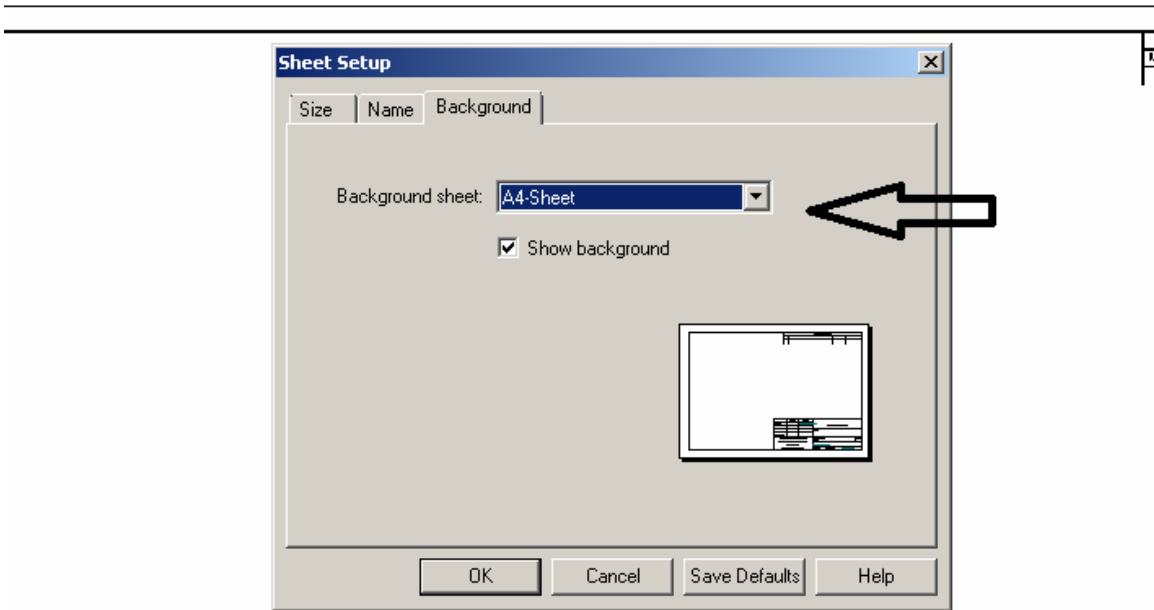 Sheet Setup
Size Name Background
Background sheet: A4-Sheet
Show background
OK Cancel Save Defaults Help